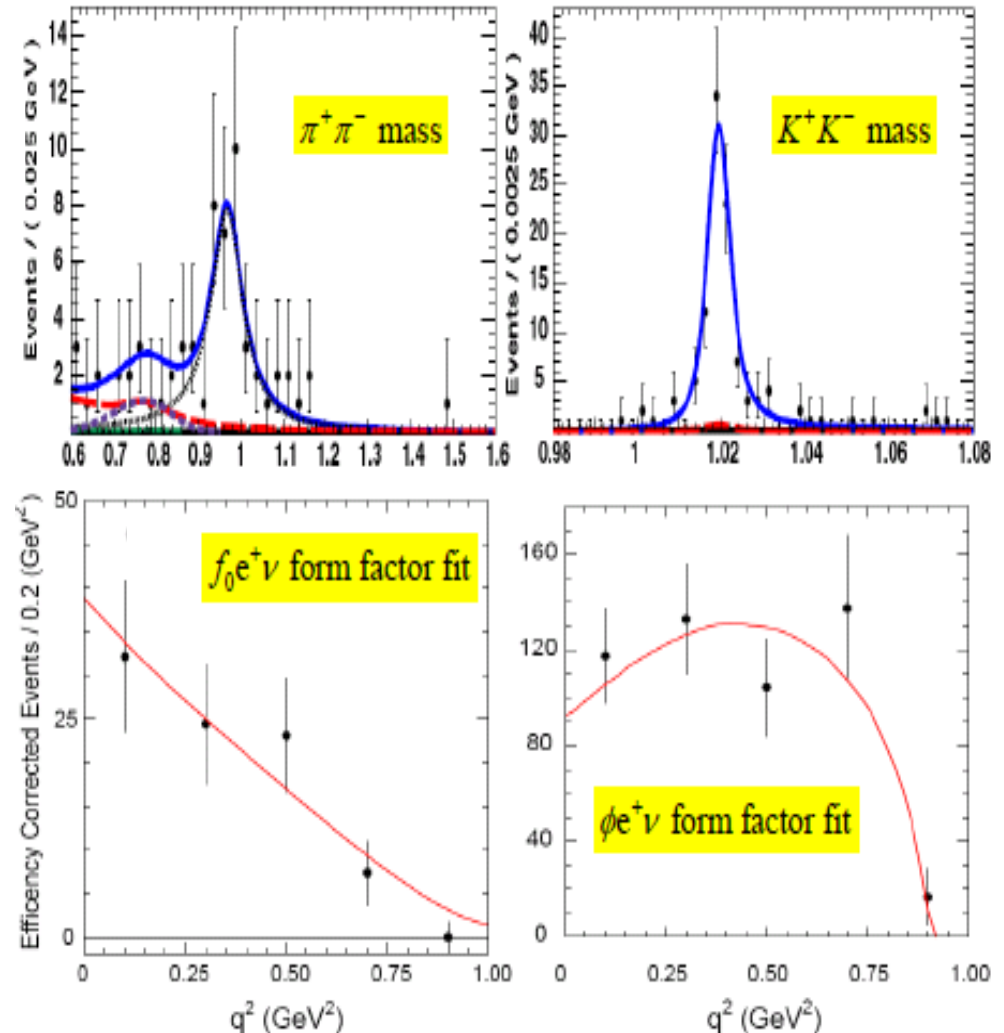 Events / ( 0.025 GeV )
14
12
10
8
6
4
2
π⁺π⁻ mass
0.6 0.7 0.8 0.9 1 1.1 1.2 1.3 1.4 1.5 1.6
Events / ( 0.0025 GeV )
40
35
30
25
20
15
10
5
K⁺K⁻ mass
0.98 1 1.02 1.04 1.06 1.08
Efficency Corrected Events / 0.2 (GeV²)
50
25
0
f₀e⁺ν form factor fit
0 0.25 0.50 0.75 1.00
q² (GeV²)
160
120
80
40
0
ϕe⁺ν form factor fit
0 0.25 0.50 0.75 1.00
q² (GeV²)